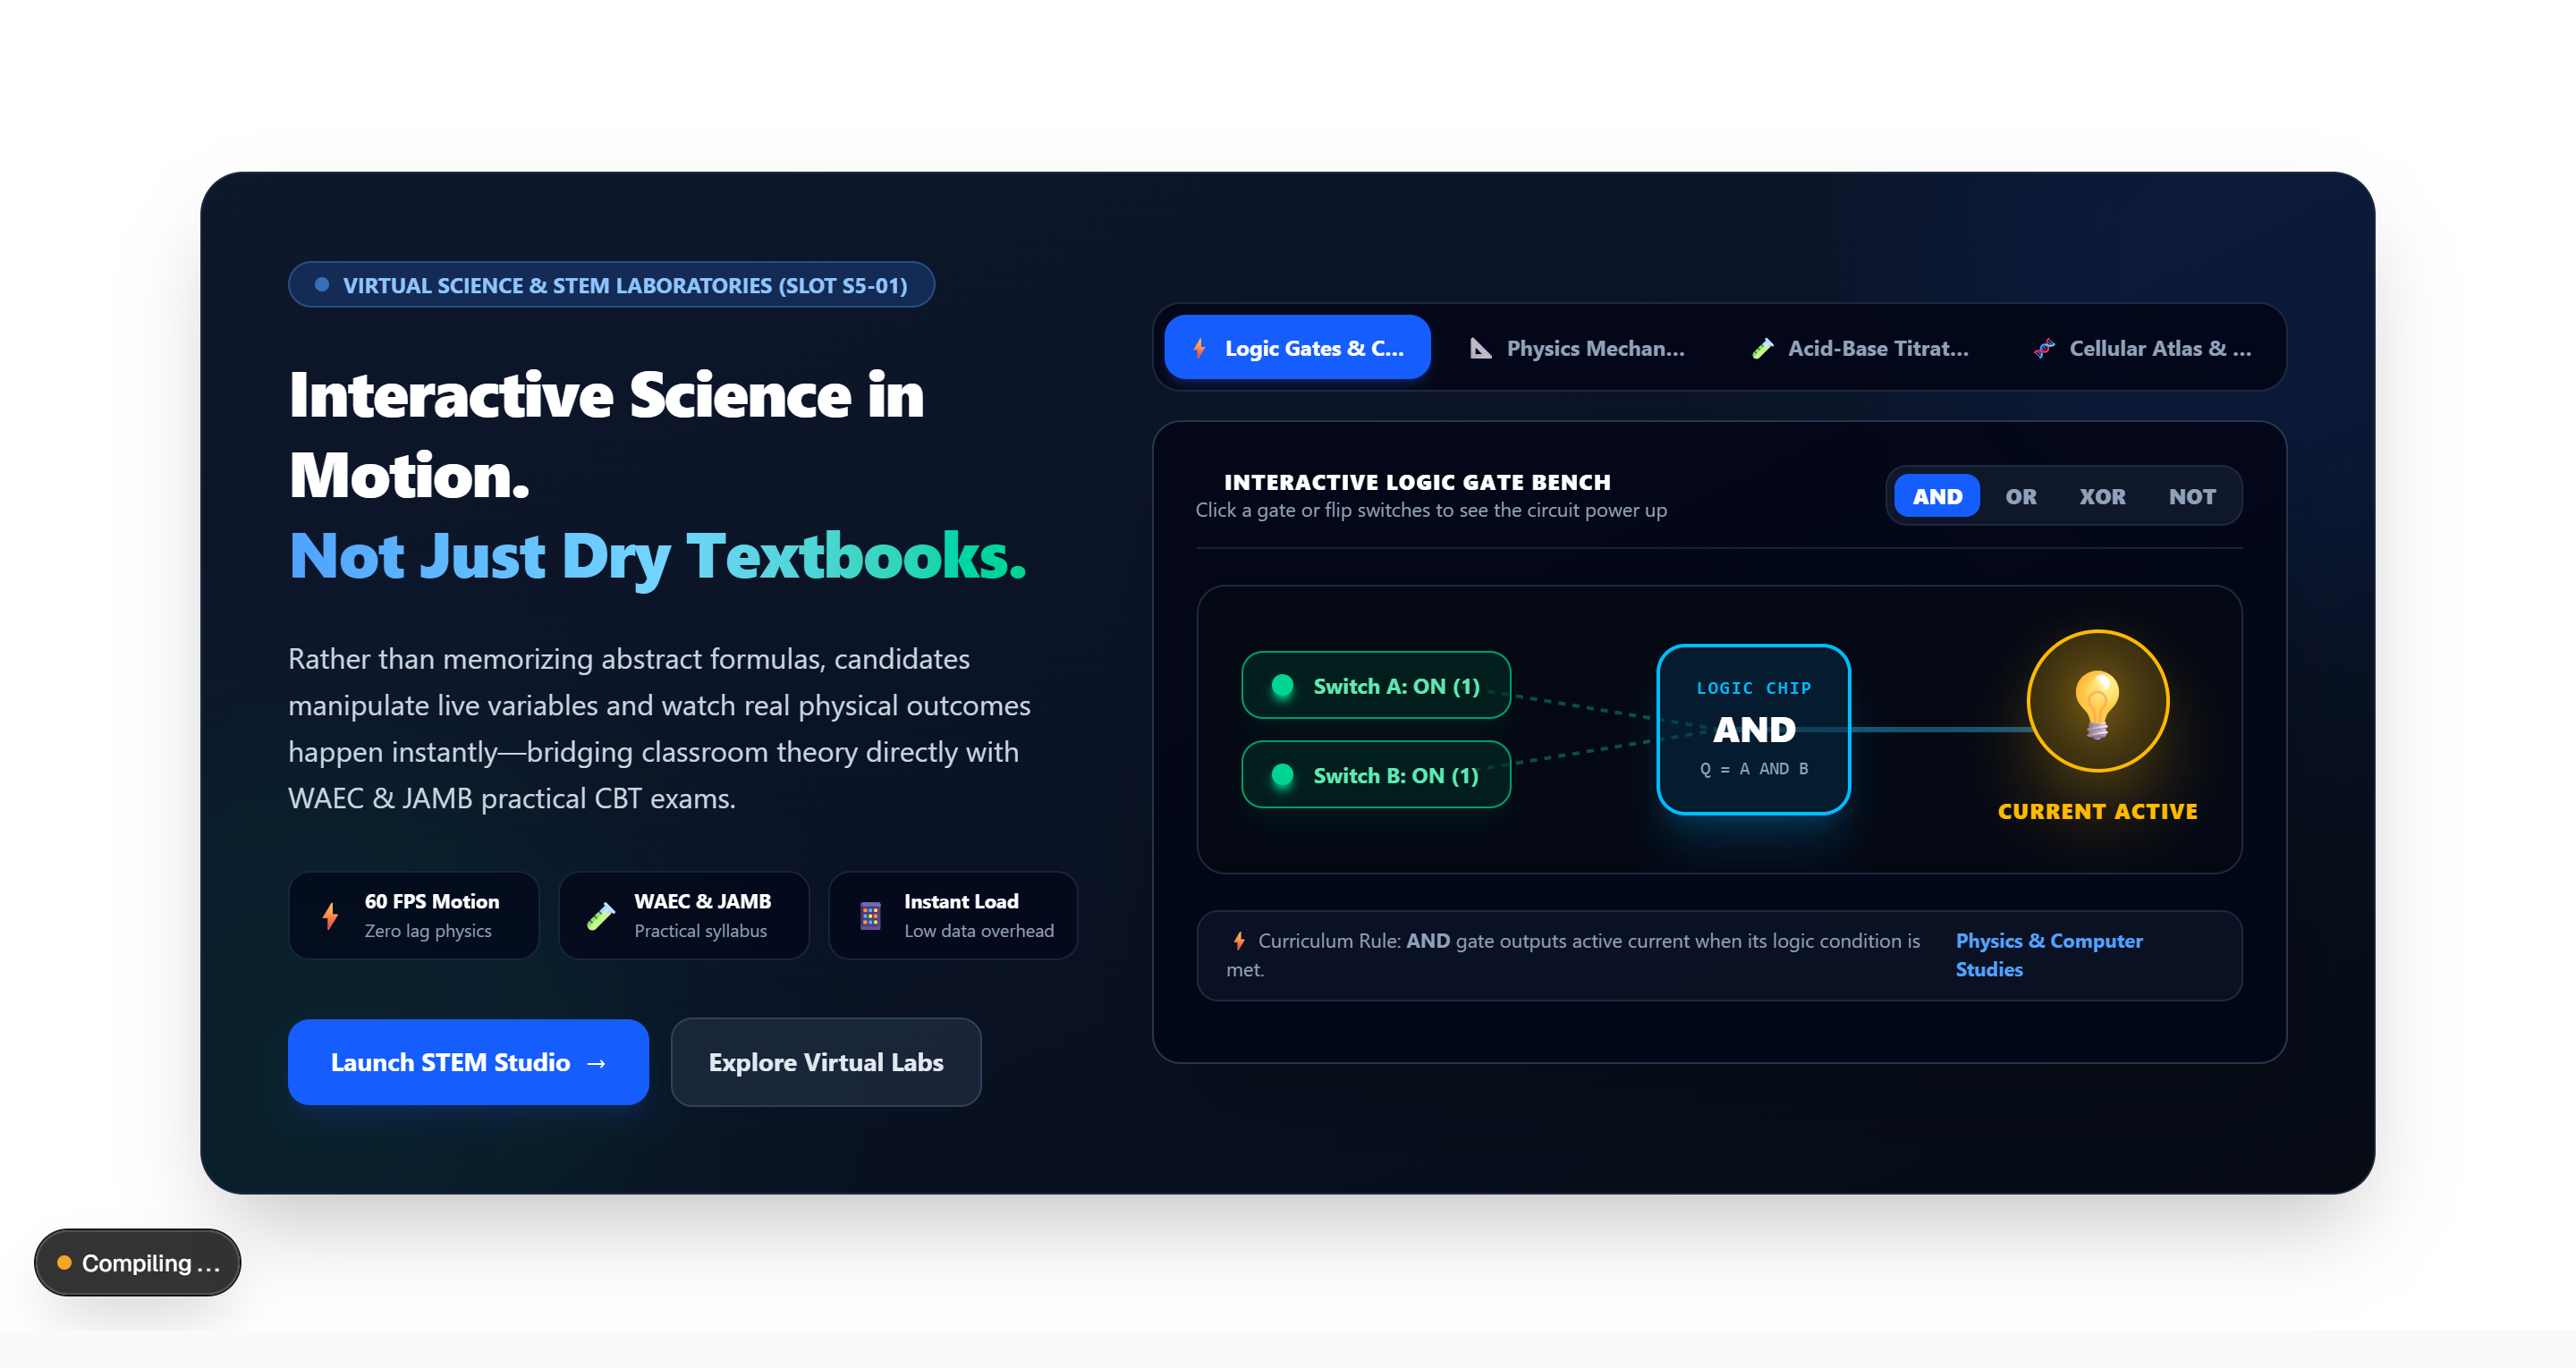 VIRTUAL SCIENCE & STEM LABORATORIES (SLOT S5-01)
Interactive Science in
Motion.
Not Just Dry Textbooks.
Rather than memorizing abstract formulas, candidates
manipulate live variables and watch real physical outcomes
happen instantly—bridging classroom theory directly with
WAEC & JAMB practical CBT exams.
60 FPS Motion
Zero lag physics
WAEC & JAMB
Practical syllabus
Instant Load
Low data overhead
Launch STEM Studio →
Explore Virtual Labs
Logic Gates & C...
Physics Mechan...
Acid-Base Titrat...
Cellular Atlas & ...
INTERACTIVE LOGIC GATE BENCH
Click a gate or flip switches to see the circuit power up
AND OR XOR NOT
Switch A: ON (1)
Switch B: ON (1)
LOGIC CHIP
AND
Q = A AND B
CURRENT ACTIVE
Curriculum Rule: AND gate outputs active current when its logic condition is
met.
Physics & Computer
Studies
Compiling ...